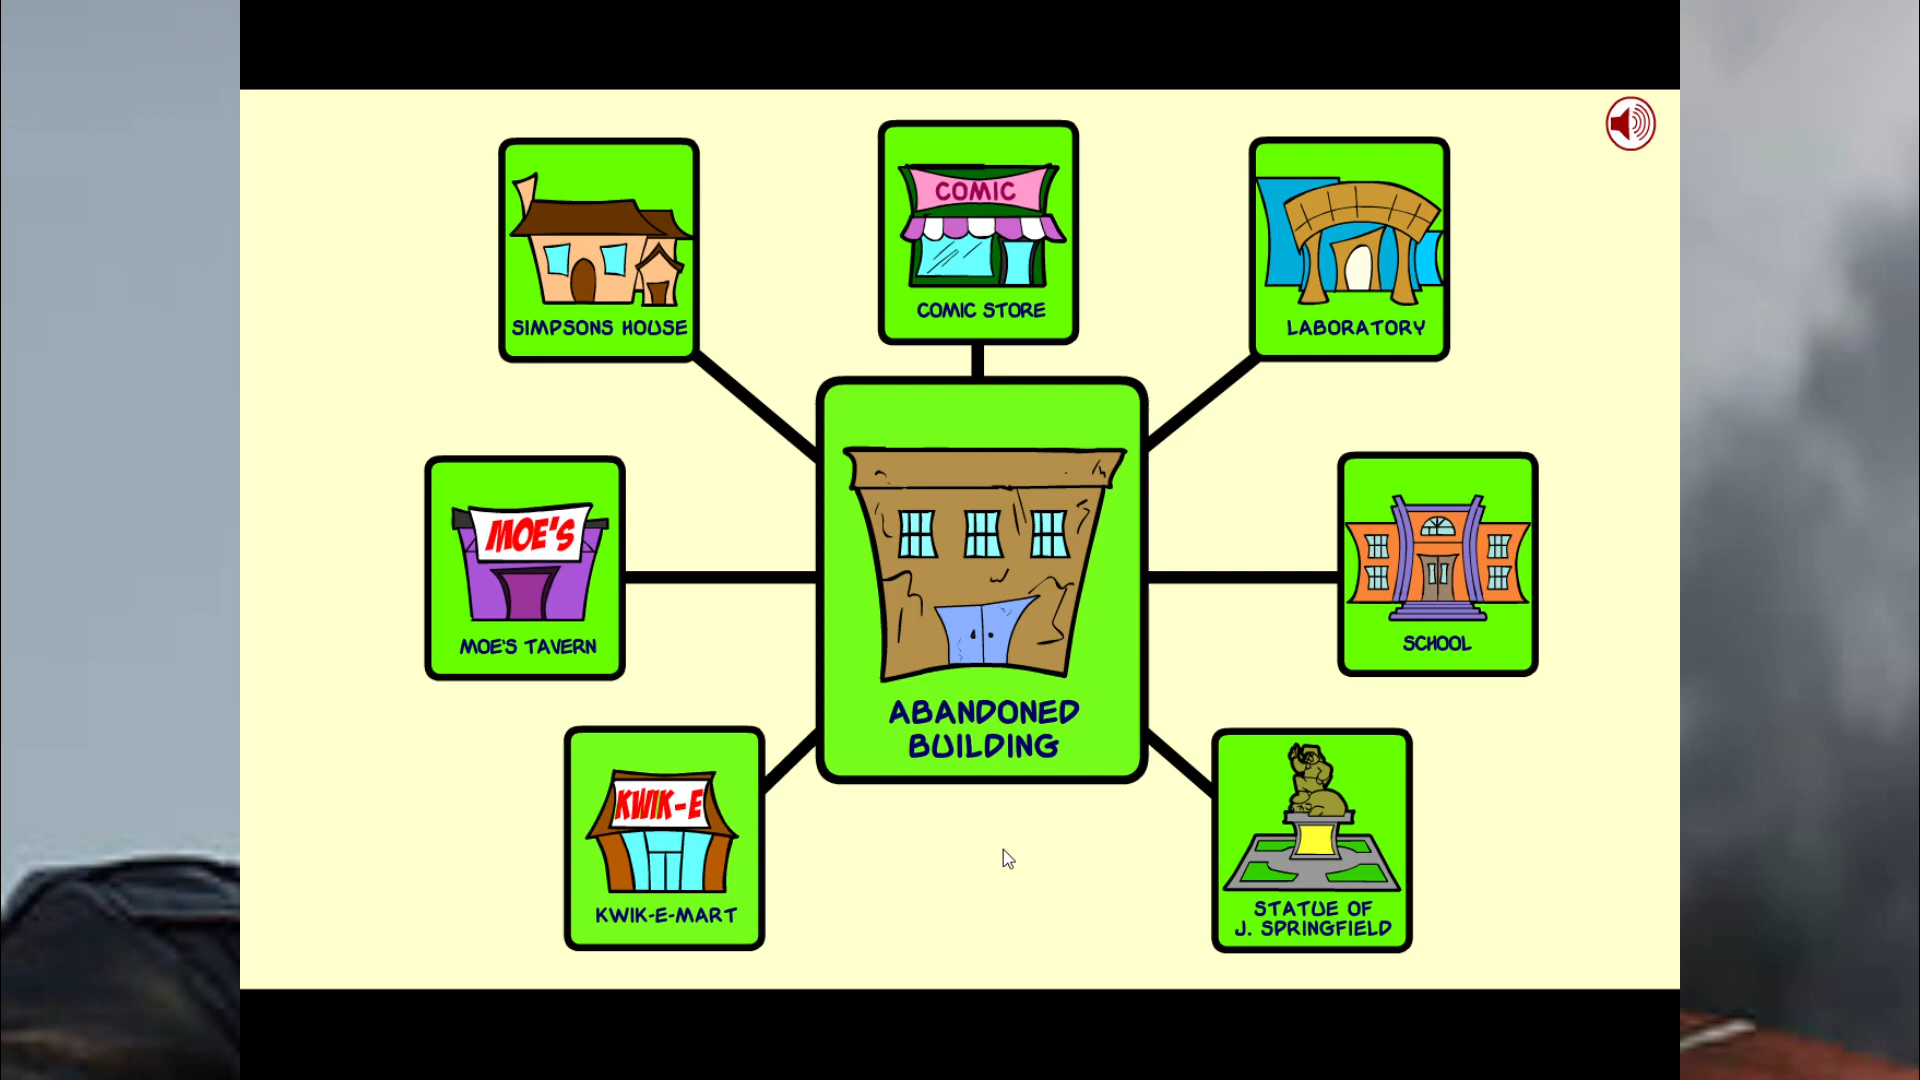 COMIC
COMIC STORE
SIMPSONS HOUSE
LABORATORY
MOE'S
MOE'S TAVERN
SCHOOL
ABANDONED
BUILDING
KWIK-E
KWIK-E-MART
STATUE OF
J. SPRINGFIELD